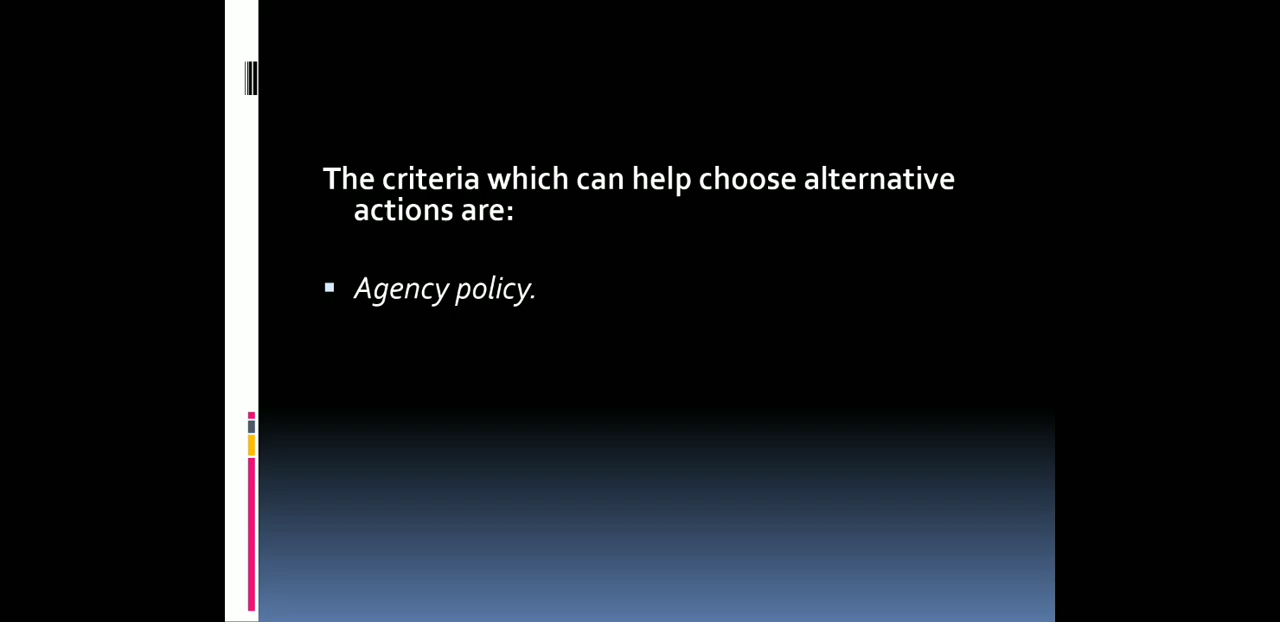 The criteria which can help choose alternative
actions are:
▪ Agency policy.